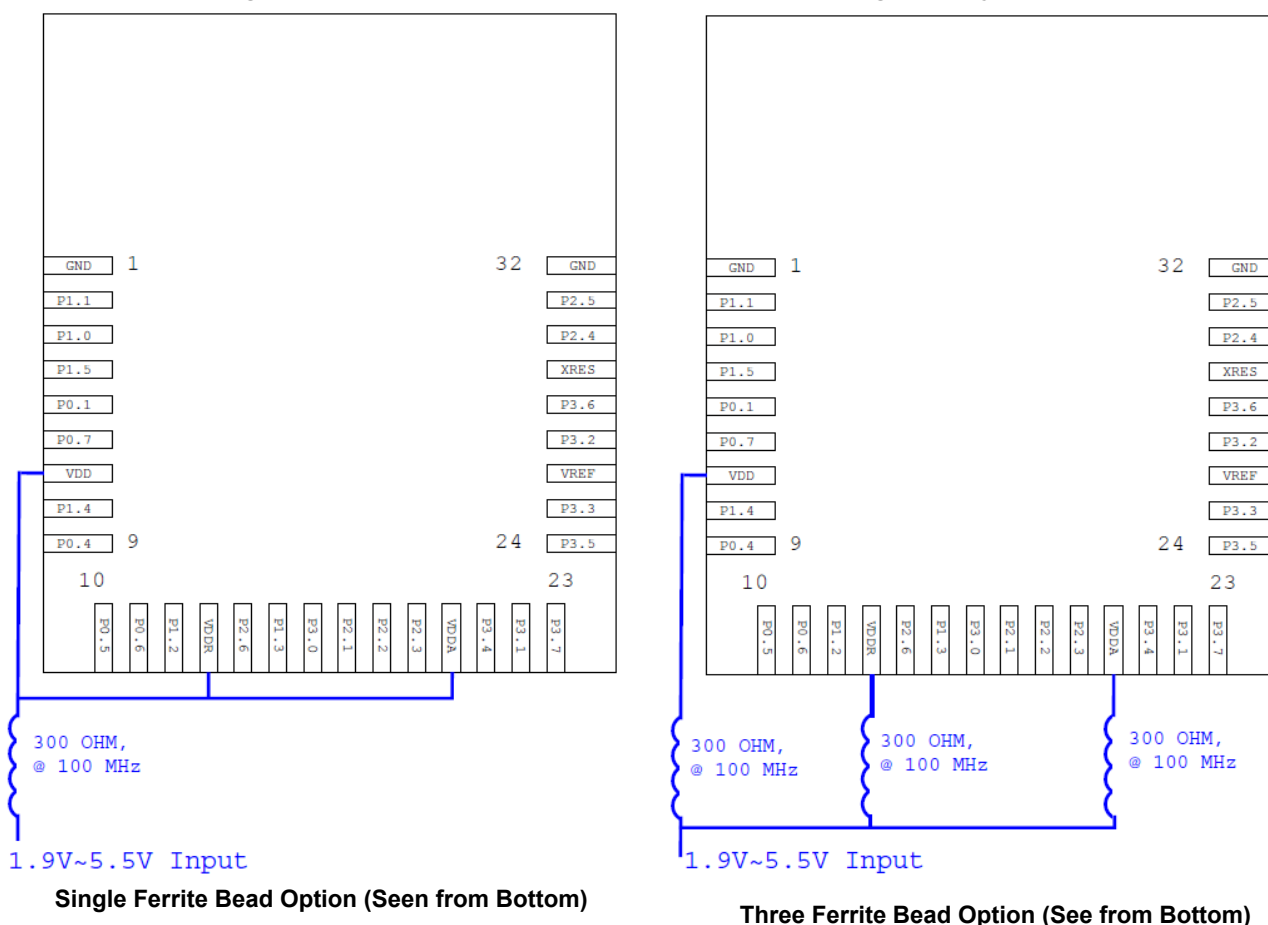 GND 1
P1.1
P1.0
P1.5
P0.1
P0.7
VDD
P1.4
P0.4 9
10
P0.5
P0.6
P1.2
VDDR
P2.6
P1.3
P3.0
P2.1
P2.2
P2.3
VDDA
P3.4
P3.1
P3.7
23
24 P3.5
P3.3
VREF
P3.2
P3.6
XRES
P2.4
P2.5
32 GND
300 OHM,
@ 100 MHz
1.9V~5.5V Input
Single Ferrite Bead Option (Seen from Bottom)
GND 1
P1.1
P1.0
P1.5
P0.1
P0.7
VDD
P1.4
P0.4 9
10
P0.5
P0.6
P1.2
VDDR
P2.6
P1.3
P3.0
P2.1
P2.2
P2.3
VDDA
P3.4
P3.1
P3.7
23
24 P3.5
P3.3
VREF
P3.2
P3.6
XRES
P2.4
P2.5
32 GND
300 OHM,
@ 100 MHz
300 OHM,
@ 100 MHz
300 OHM,
@ 100 MHz
1.9V~5.5V Input
Three Ferrite Bead Option (See from Bottom)